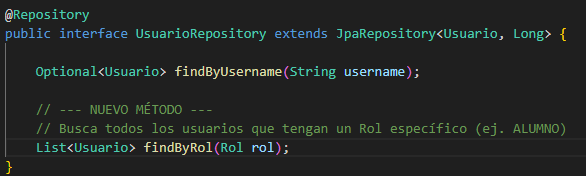 @Repository
public interface UsuarioRepository extends JpaRepository<Usuario, Long> {
Optional<Usuario> findByUsername(String username);
// --- NUEVO MÉTODO ---
// Busca todos los usuarios que tengan un Rol específico (ej. ALUMNO)
List<Usuario> findByRol(Rol rol);
}